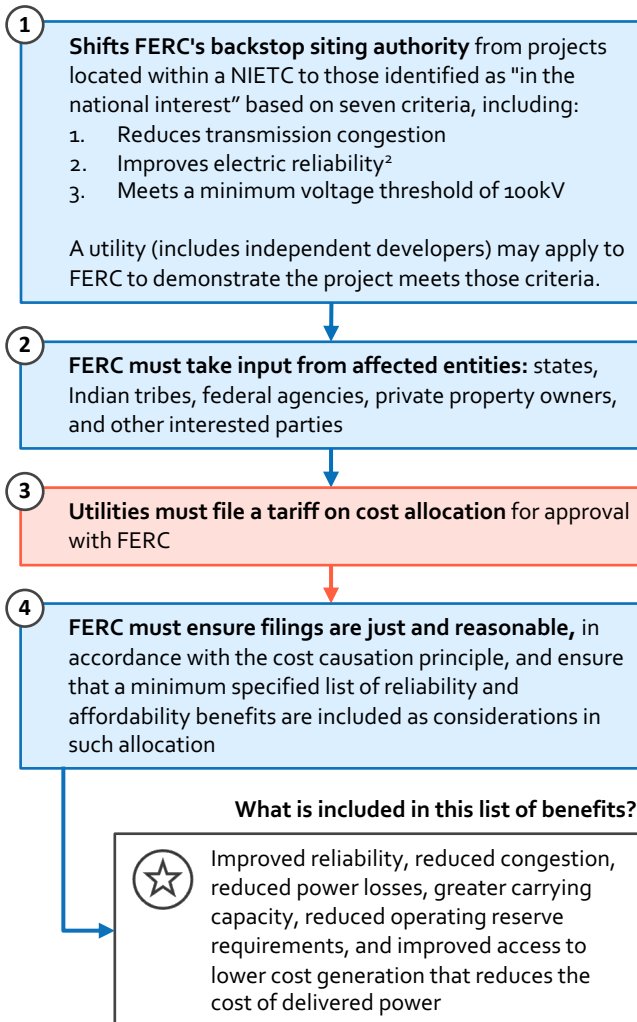 1
Shifts FERC's backstop siting authority from projects
located within a NIETC to those identified as "in the
national interest” based on seven criteria, including:
1. Reduces transmission congestion
2. Improves electric reliability²
3. Meets a minimum voltage threshold of 100kV
A utility (includes independent developers) may apply to
FERC to demonstrate the project meets those criteria.
2
FERC must take input from affected entities: states,
Indian tribes, federal agencies, private property owners,
and other interested parties
3
Utilities must file a tariff on cost allocation for approval
with FERC
4
FERC must ensure filings are just and reasonable, in
accordance with the cost causation principle, and ensure
that a minimum specified list of reliability and
affordability benefits are included as considerations in
such allocation
What is included in this list of benefits?
Improved reliability, reduced congestion,
reduced power losses, greater carrying
capacity, reduced operating reserve
requirements, and improved access to
lower cost generation that reduces the
cost of delivered power